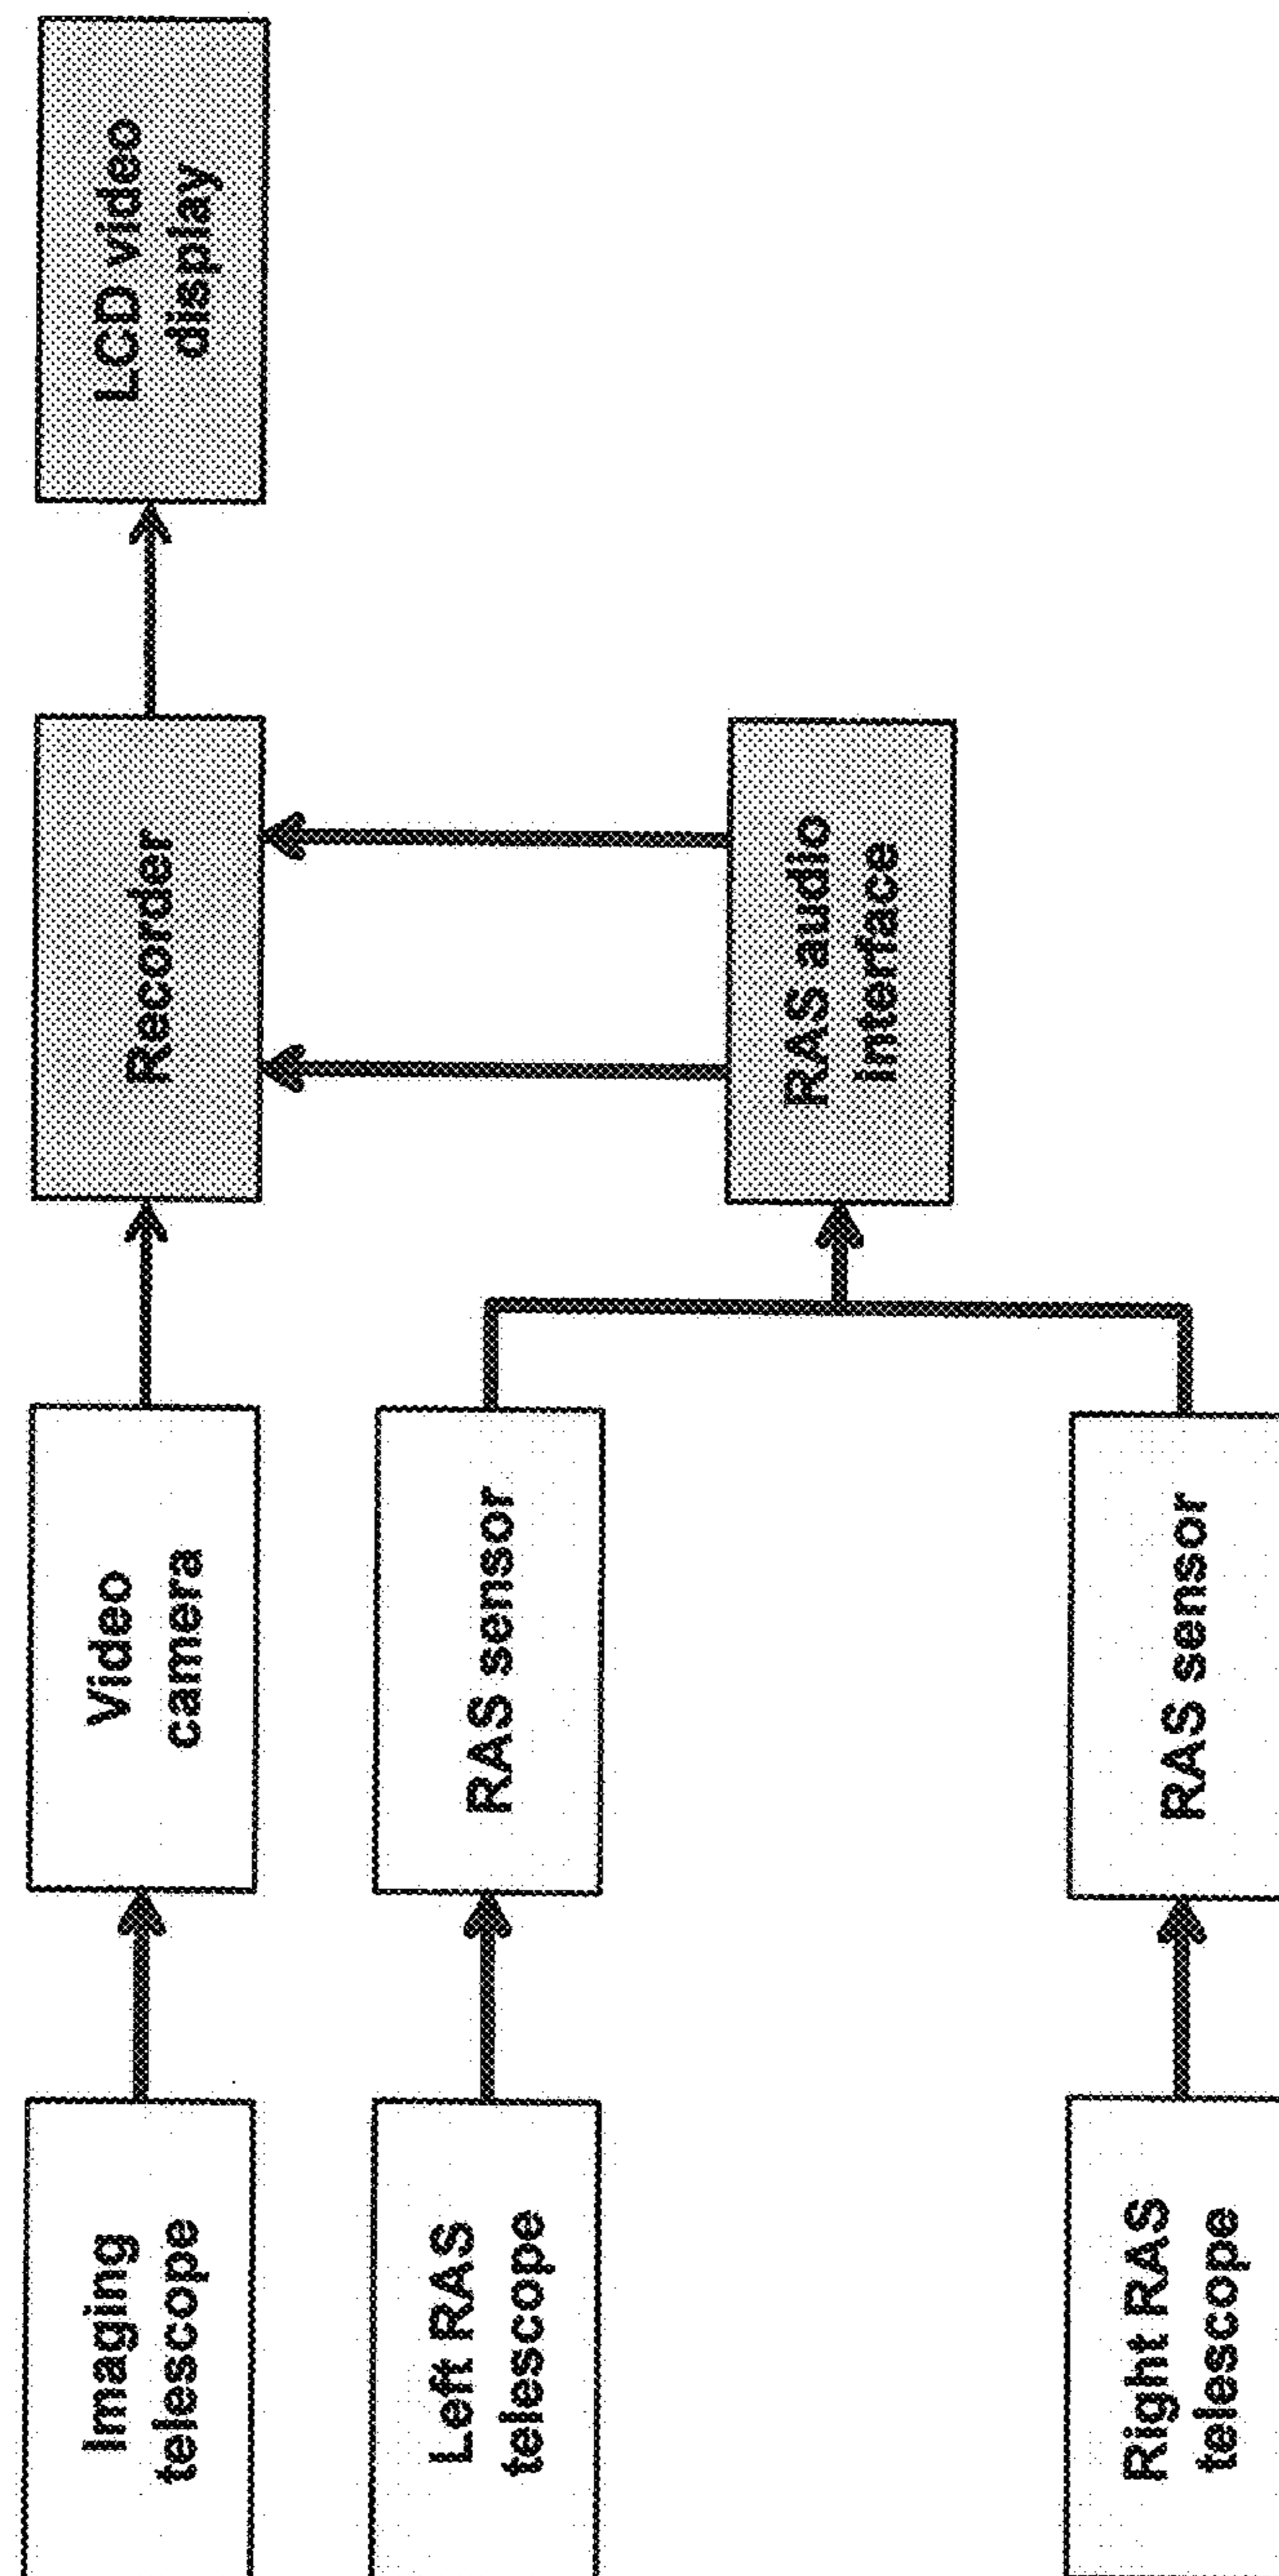 Imaging
telescope
Video
camera
Recorder
LCD video
display
Left RAS
telescope
RAS sensor
RAS audio
interface
Right RAS
telescope
RAS sensor